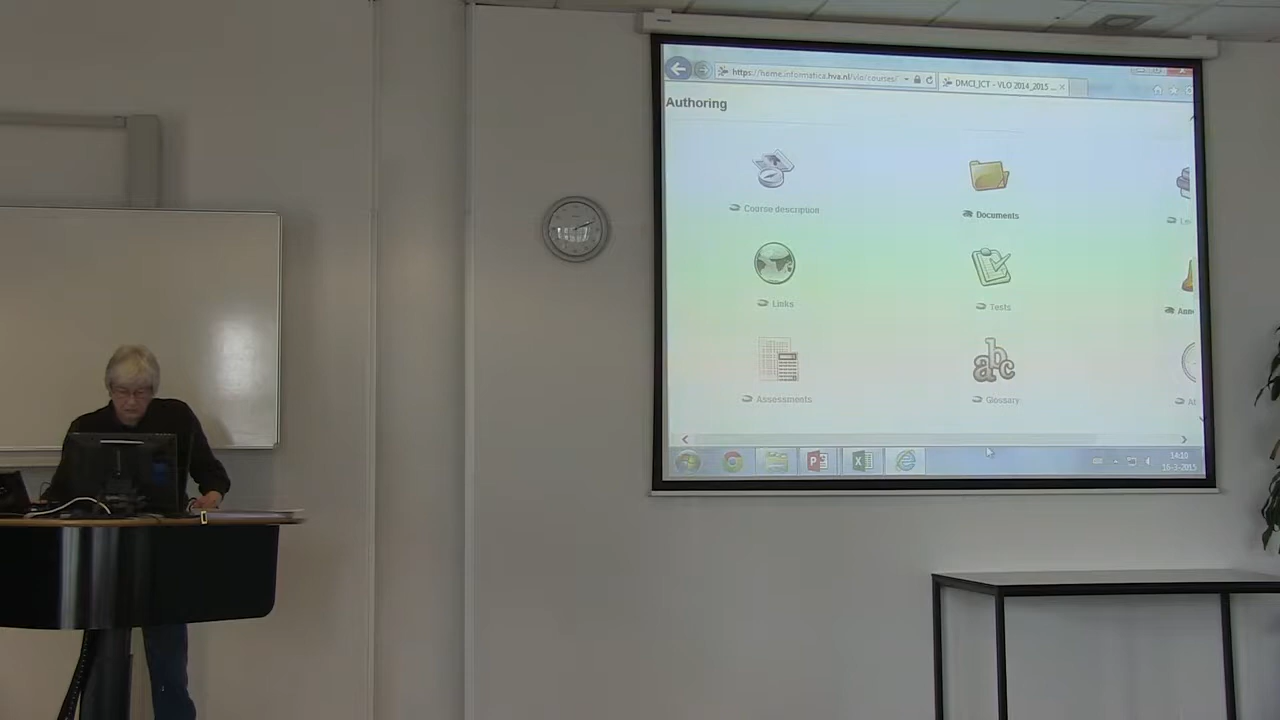 https://home.informatica.hva.nl/vlo/courses/
DMCI_ICT - VLO 2014_2015 ...
Authoring
Course description
Documents
Links
Tests
Assessments
Glossary
14:10
16-3-2015